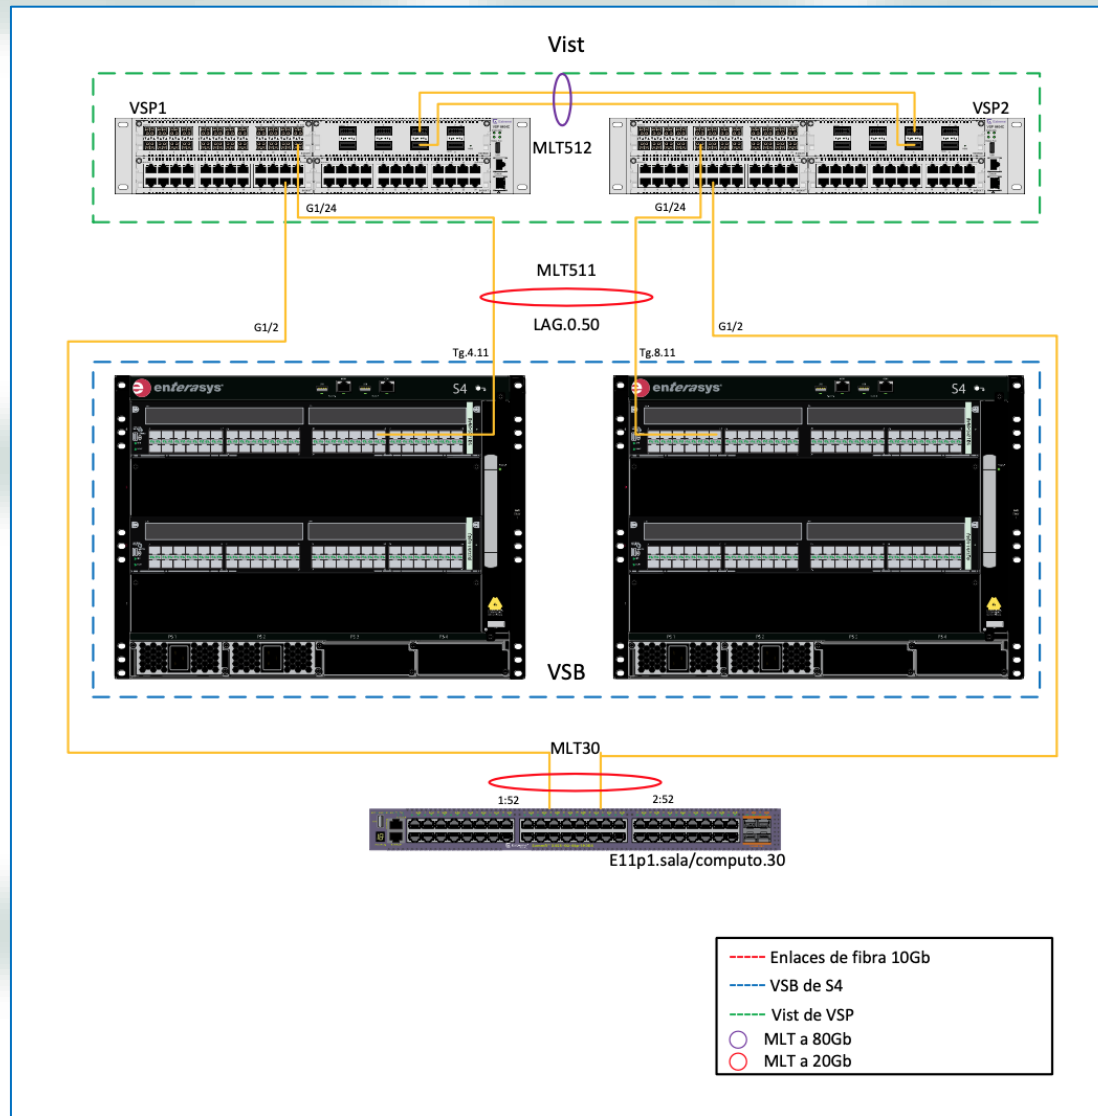 Vist
VSP1
VSP2
MLT512
G1/24
G1/24
MLT511
LAG.0.50
G1/2
G1/2
Tg.4.11
Tg.8.11
enterasys
S4
enterasys
S4
VSB
MLT30
1:52
2:52
E11p1.sala/computo.30
Enlaces de fibra 10Gb
VSB de S4
Vist de VSP
MLT a 80Gb
MLT a 20Gb